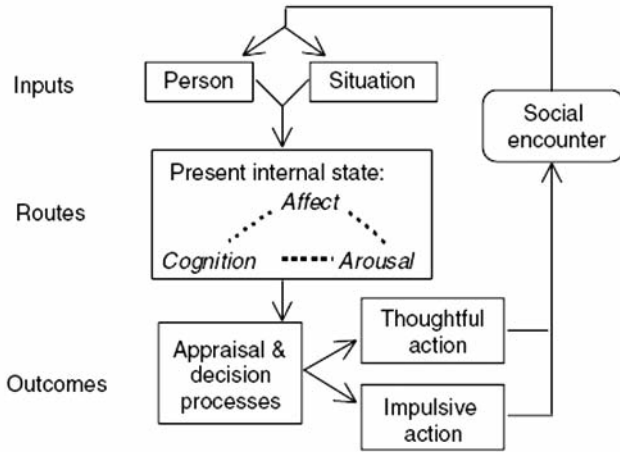 Inputs
Person
Situation
Social
encounter
Routes
Present internal state:
Affect
Cognition
Arousal
Outcomes
Appraisal &
decision
processes
Thoughtful
action
Impulsive
action